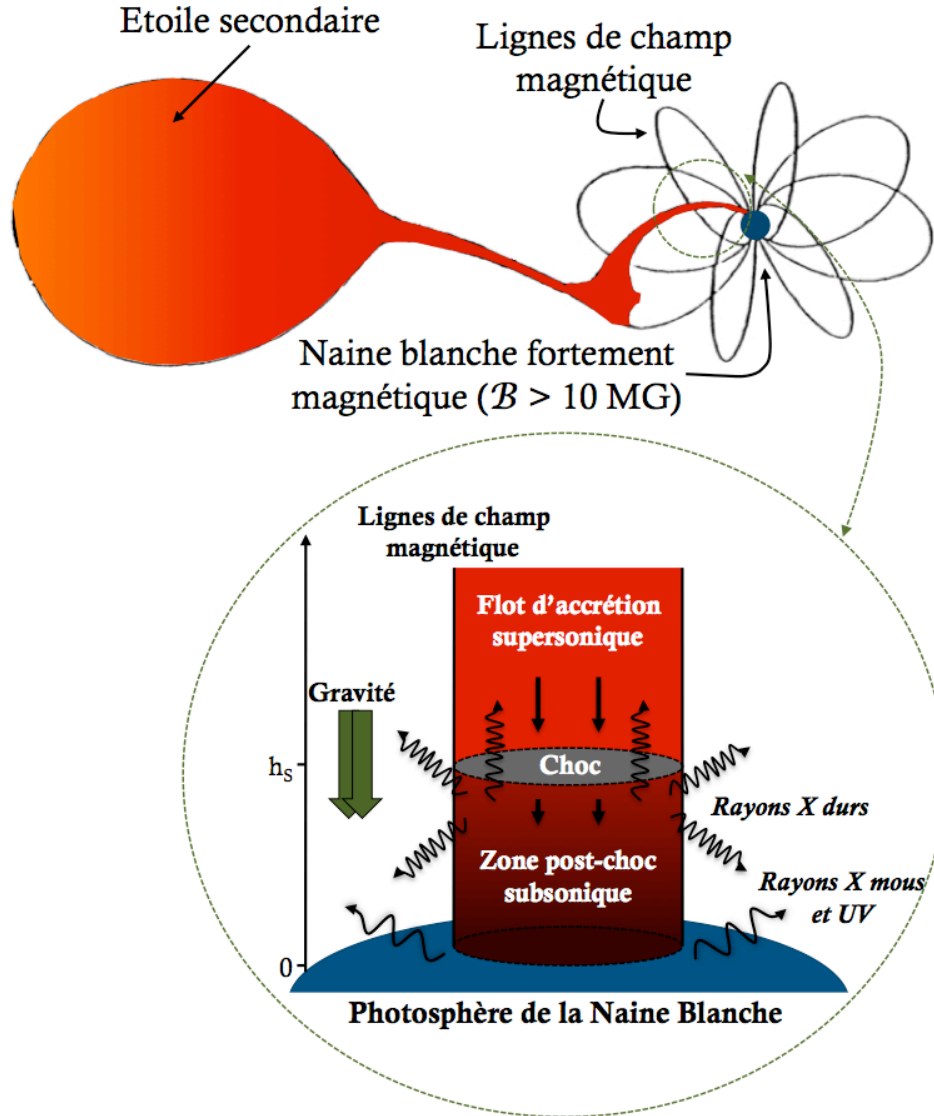 Etoile secondaire
Lignes de champ
magnétique
Naine blanche fortement
magnétique (B > 10 MG)
Lignes de champ
magnétique
Flot d'accrétion
supersonique
Gravité
hS
Choc
Rayons X durs
Zone post-choc
subsonique
Rayons X mous
et UV
0
Photosphère de la Naine Blanche